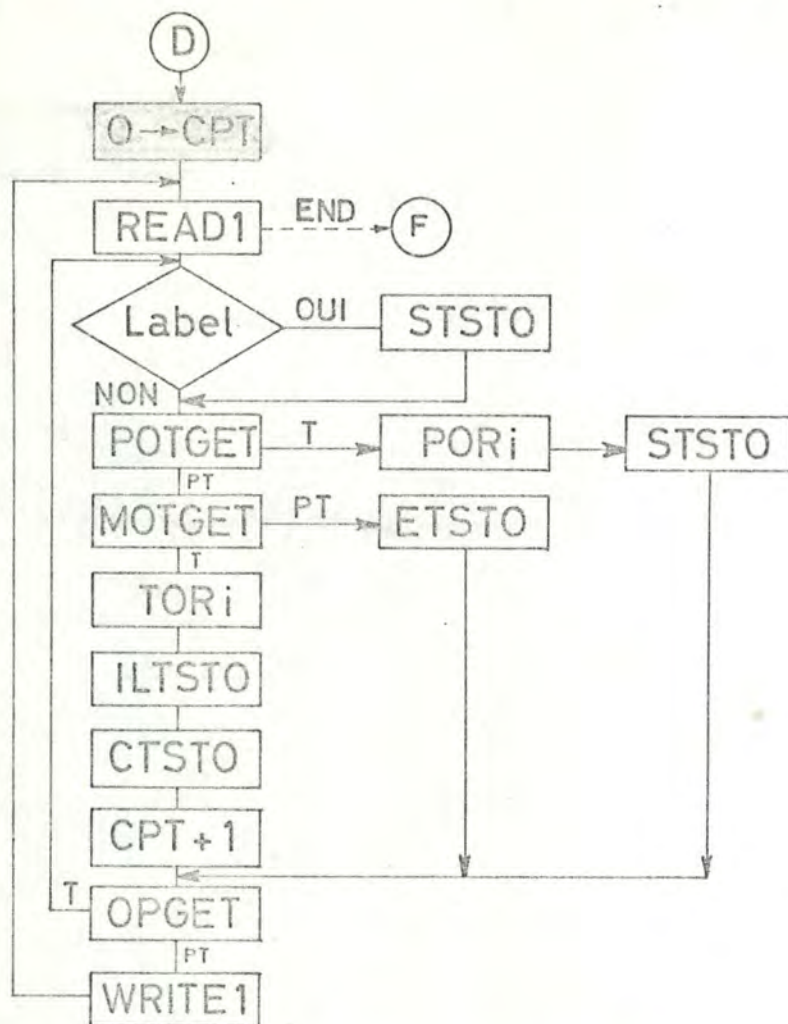 D
O → CPT
READ1 END F
Label OUI STSTO
NON
POTGET T PORi STSTO
PT
MOTGET PT ETSTO
T
TORi
ILTSTO
CTSTO
CPT + 1
T
OPGET
PT
WRITE1